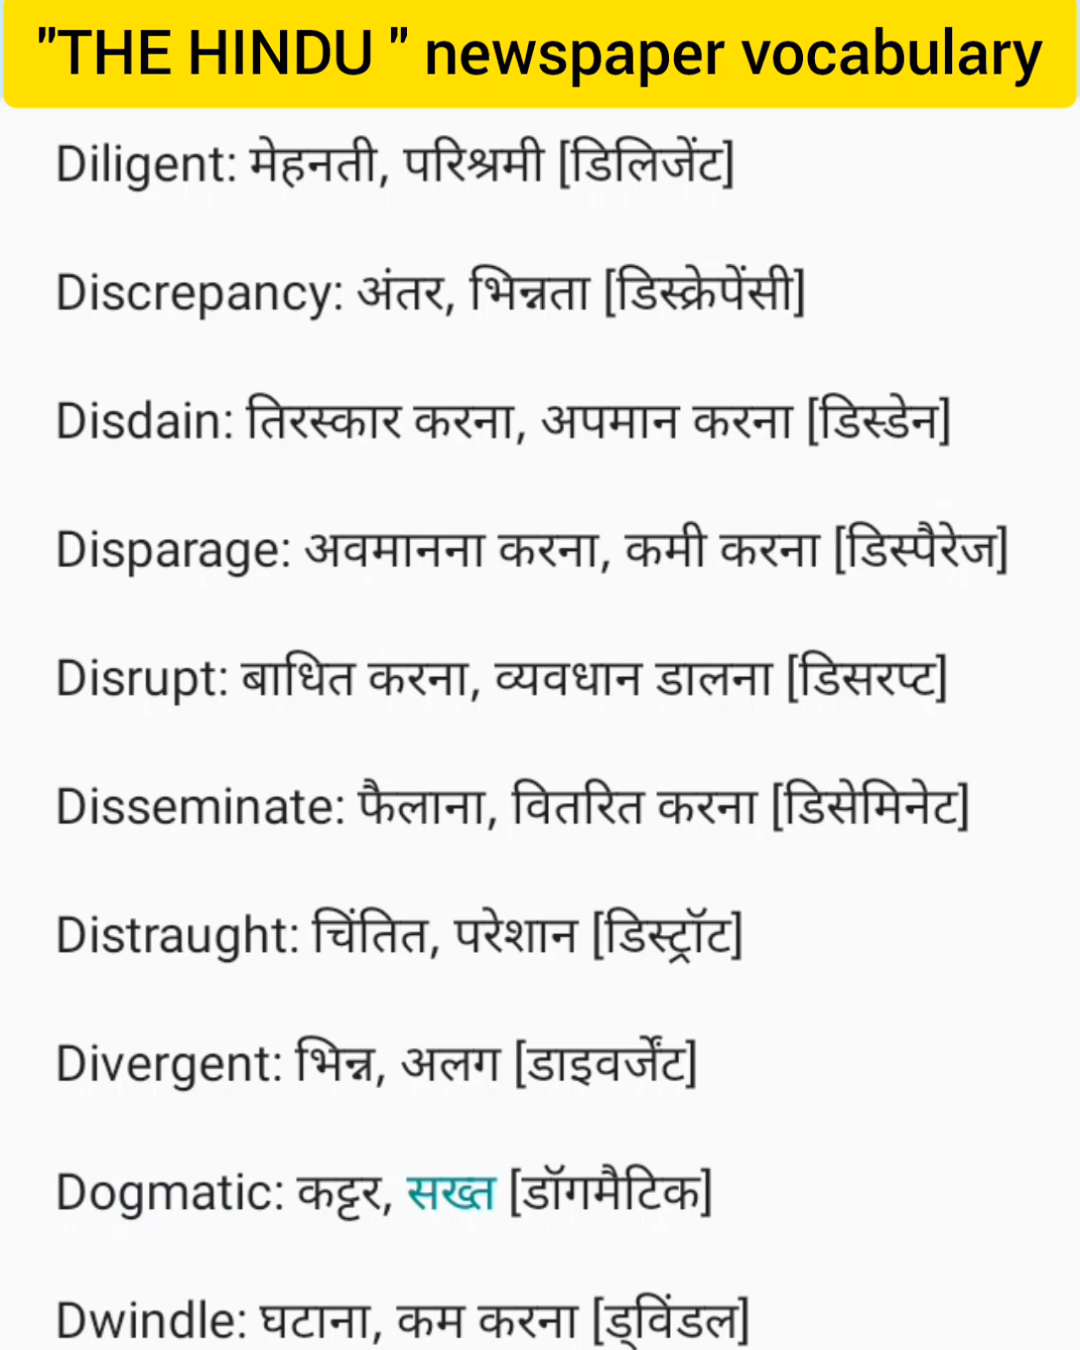 "THE HINDU " newspaper vocabulary
Diligent: मेहनती, परिश्रमी [डिलिजेंट]
Discrepancy: अंतर, भिन्नता [डिस्क्रेपेंसी]
Disdain: तिरस्कार करना, अपमान करना [डिस्डेन]
Disparage: अवमानना करना, कमी करना [डिस्पैरेज]
Disrupt: बाधित करना, व्यवधान डालना [डिसरप्ट]
Disseminate: फैलाना, वितरित करना [डिसेमिनेट]
Distraught: चिंतित, परेशान [डिस्ट्रॉट]
Divergent: भिन्न, अलग [डाइवर्जेंट]
Dogmatic: कट्टर, सख्त [डॉगमैटिक]
Dwindle: घटाना, कम करना [ड्विंडल]